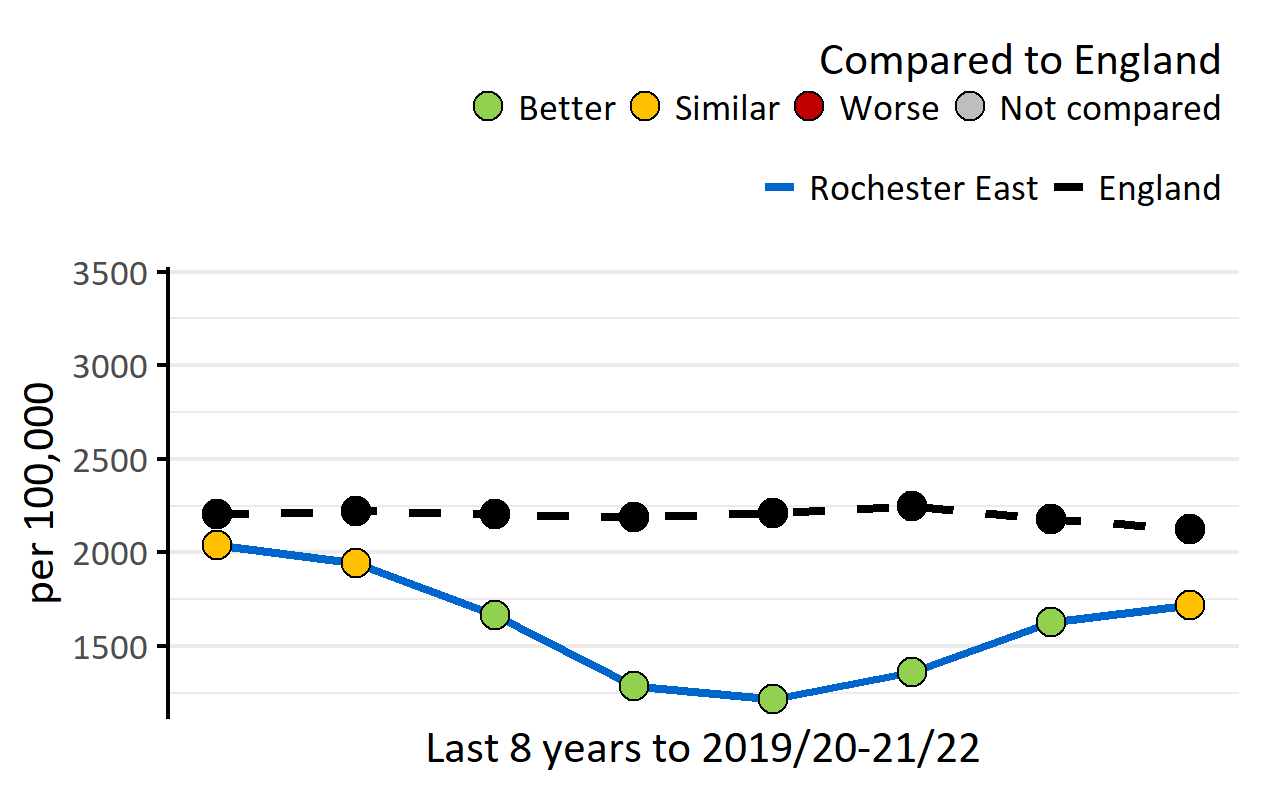 Compared to England
Better Similar Worse Not compared
Rochester East England
3500
3000
2500
2000
1500
per 100,000
Last 8 years to 2019/20-21/22